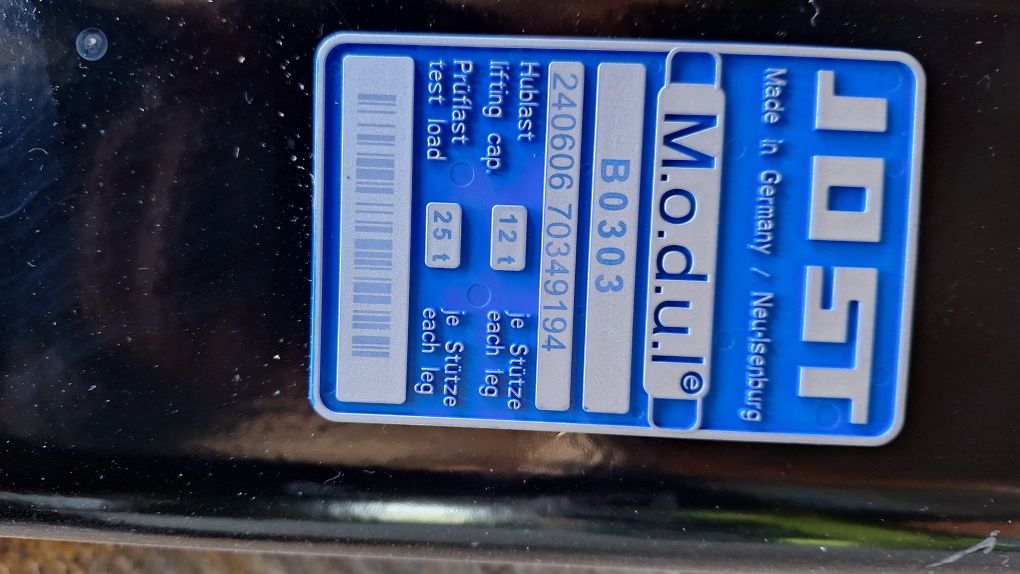 JOST
Made in Germany / Neu-Isenburg
M.o.d.u.l ®
B0303
240606 70349194
Hublast 12 t je Stütze
lifting cap. each leg
Prüflast 25 t je Stütze
test load each leg